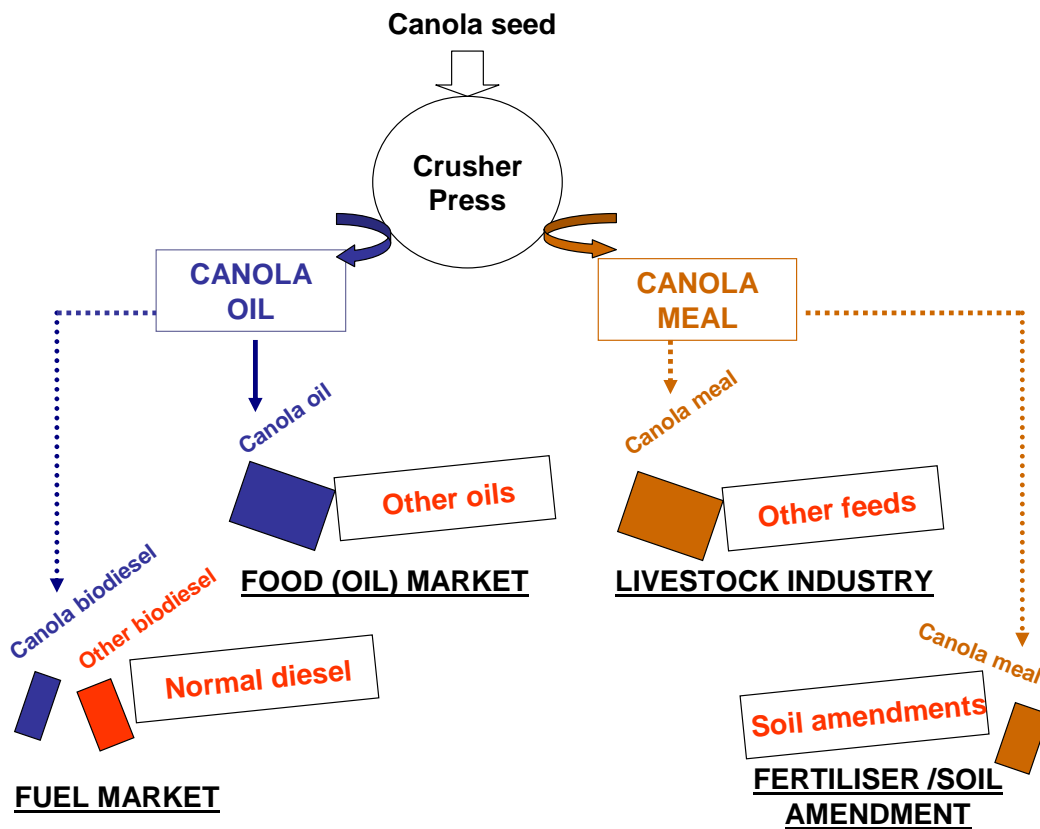 Canola seed
Crusher
Press
CANOLA
OIL
CANOLA
MEAL
Canola oil
Canola meal
Other oils
Other feeds
FOOD (OIL) MARKET
LIVESTOCK INDUSTRY
Canola biodiesel
Other biodiesel
Normal diesel
Canola meal
Soil amendments
FUEL MARKET
FERTILISER /SOIL
AMENDMENT